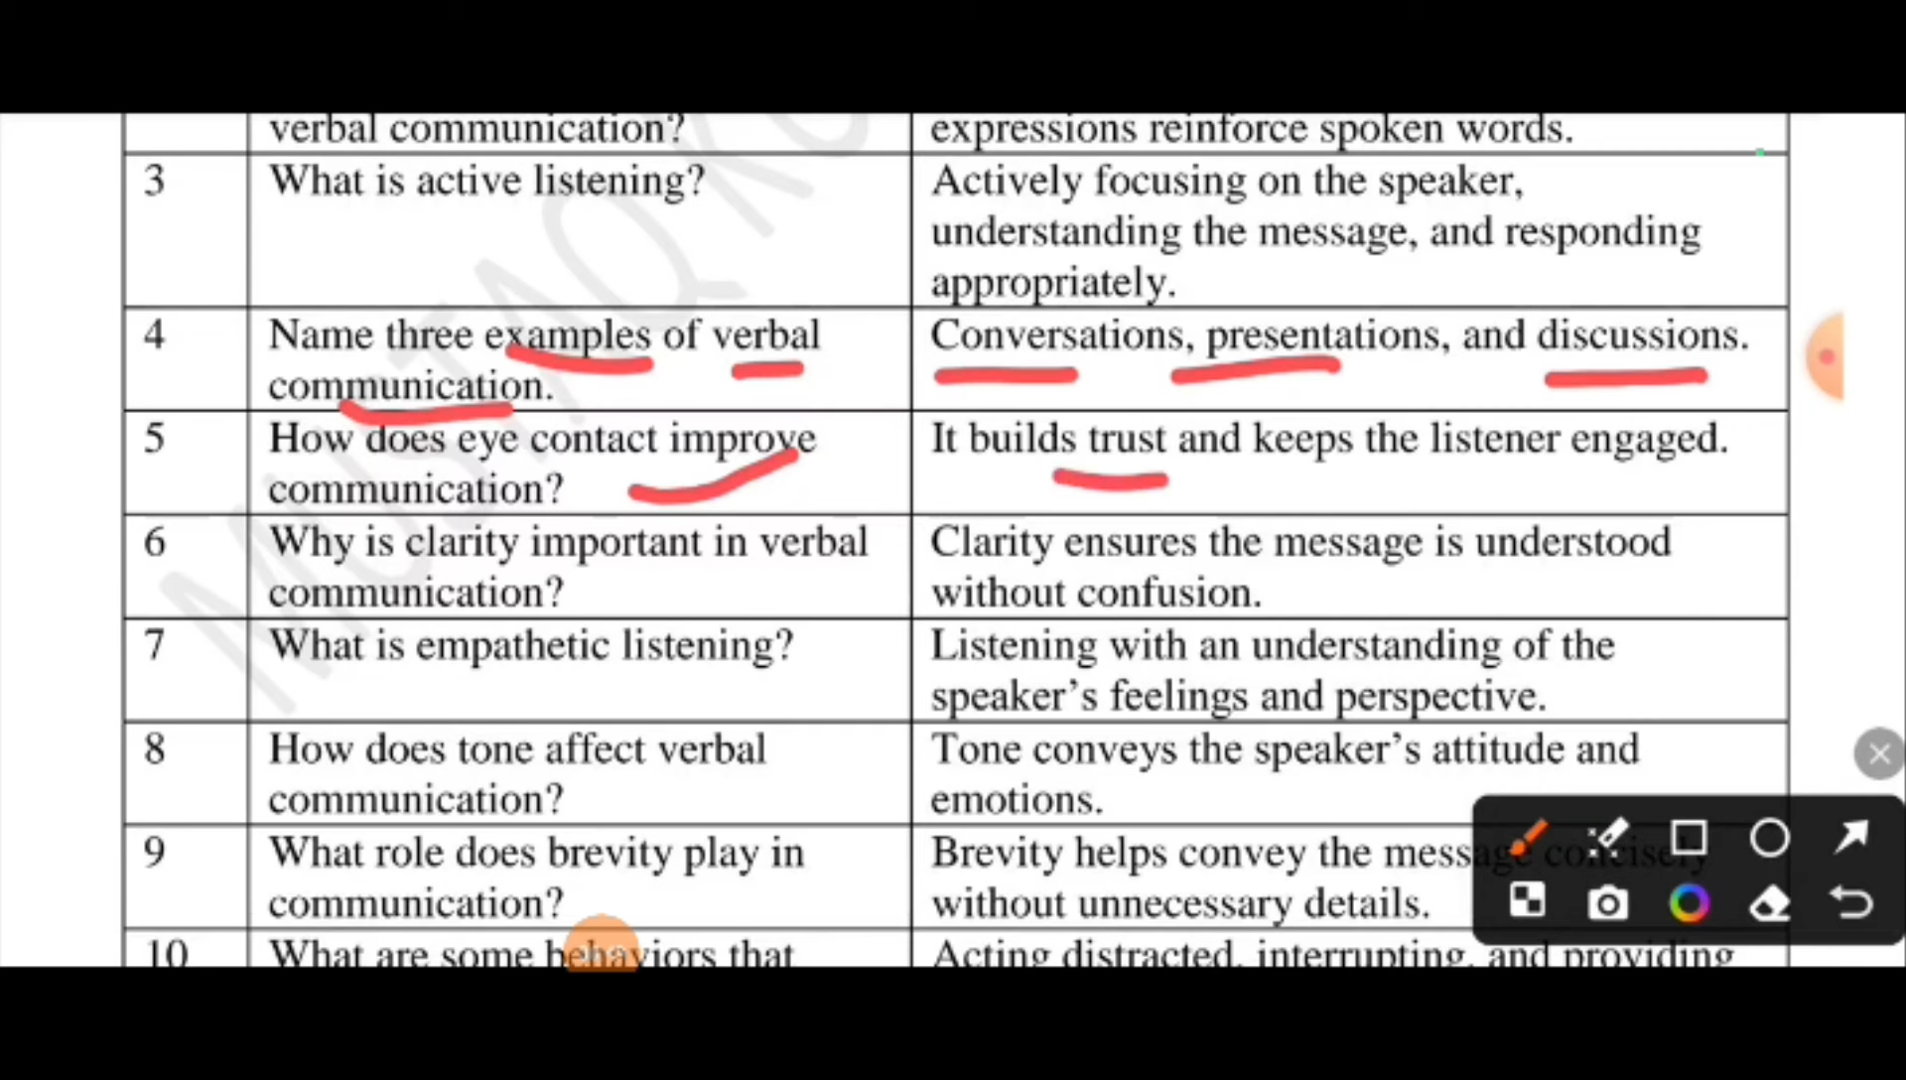 verbal communication?
expressions reinforce spoken words.
3
What is active listening?
Actively focusing on the speaker,
understanding the message, and responding
appropriately.
4
Name three examples of verbal
communication.
Conversations, presentations, and discussions.
5
How does eye contact improve
communication?
It builds trust and keeps the listener engaged.
6
Why is clarity important in verbal
communication?
Clarity ensures the message is understood
without confusion.
7
What is empathetic listening?
Listening with an understanding of the
speaker's feelings and perspective.
8
How does tone affect verbal
communication?
Tone conveys the speaker's attitude and
emotions.
9
What role does brevity play in
communication?
Brevity helps convey the message concisely
without unnecessary details.
10
What are some behaviors that
Acting distracted, interrupting, and providing